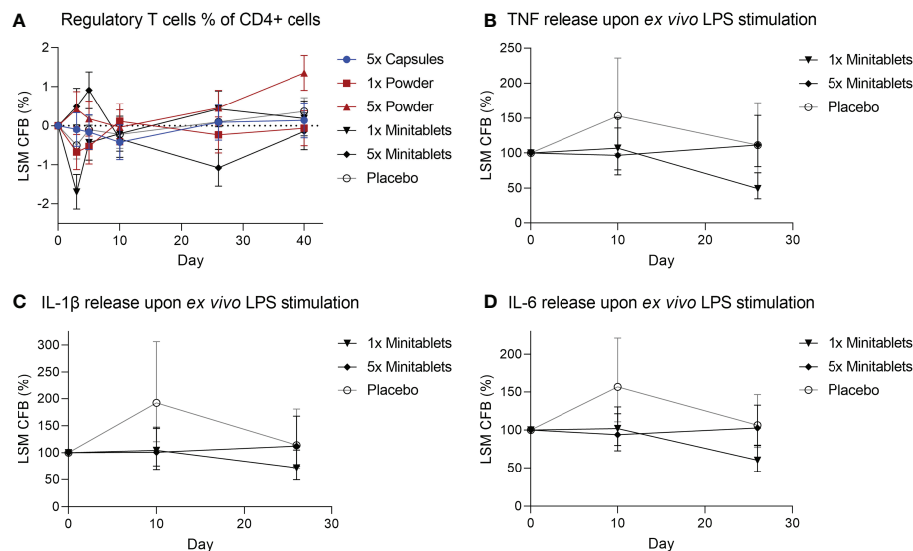 A Regulatory T cells % of CD4+ cells
LSM CFB (%)
2
1
0
-1
-2
0 10 20 30 40
Day
5x Capsules
1x Powder
5x Powder
1x Minitablets
5x Minitablets
Placebo
B TNF release upon ex vivo LPS stimulation
LSM CFB (%)
250
200
150
100
50
0
0 10 20 30
Day
1x Minitablets
5x Minitablets
Placebo
C IL-1β release upon ex vivo LPS stimulation
LSM CFB (%)
300
250
200
150
100
50
0
0 10 20 30
Day
1x Minitablets
5x Minitablets
Placebo
D IL-6 release upon ex vivo LPS stimulation
LSM CFB (%)
200
150
100
50
0
0 10 20 30
Day
1x Minitablets
5x Minitablets
Placebo